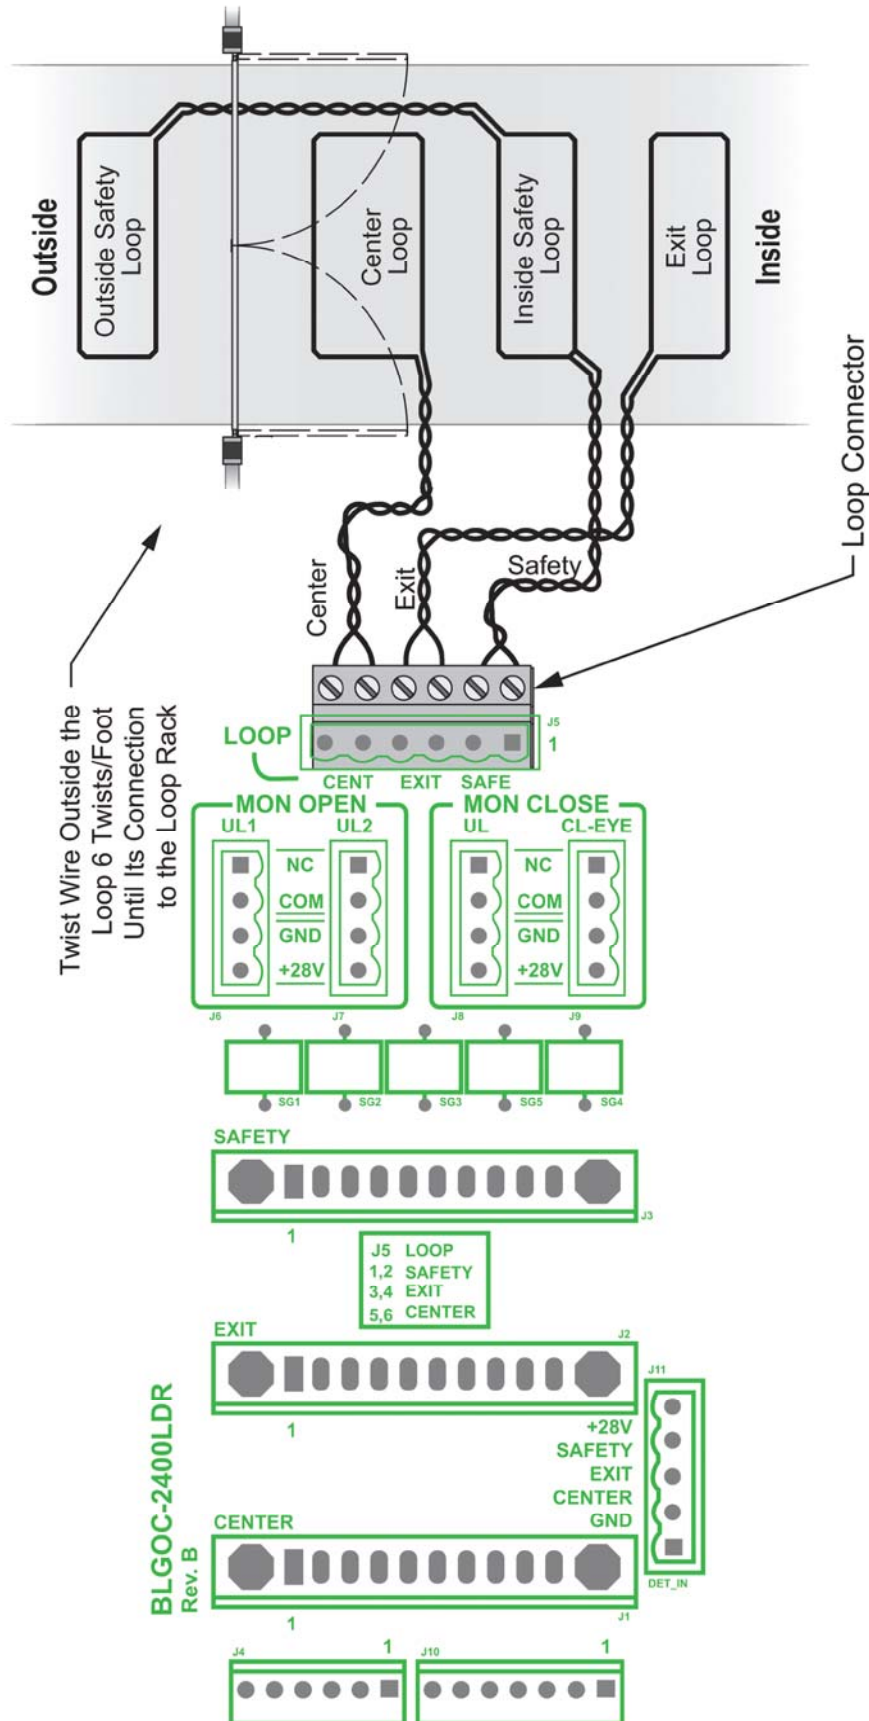 Outside
Outside Safety
Loop
Center
Loop
Inside Safety
Loop
Exit
Loop
Inside
Center
Exit
Safety
Loop Connector
Twist Wire Outside the
Loop 6 Twists/Foot
Until Its Connection
to the Loop Rack
LOOP
J5
1
CENT EXIT SAFE
MON OPEN
UL1 UL2
NC
COM
GND
+28V
J6 J7
MON CLOSE
UL CL-EYE
NC
COM
GND
+28V
J8 J9
SG1 SG2 SG3 SG5 SG4
SAFETY
1
J3
J5 LOOP
1,2 SAFETY
3,4 EXIT
5,6 CENTER
EXIT
J2
1
J11
+28V
SAFETY
EXIT
CENTER
GND
DET_IN
BLGOC-2400LDR
Rev. B
CENTER
J1
1
J4 1
J10 1